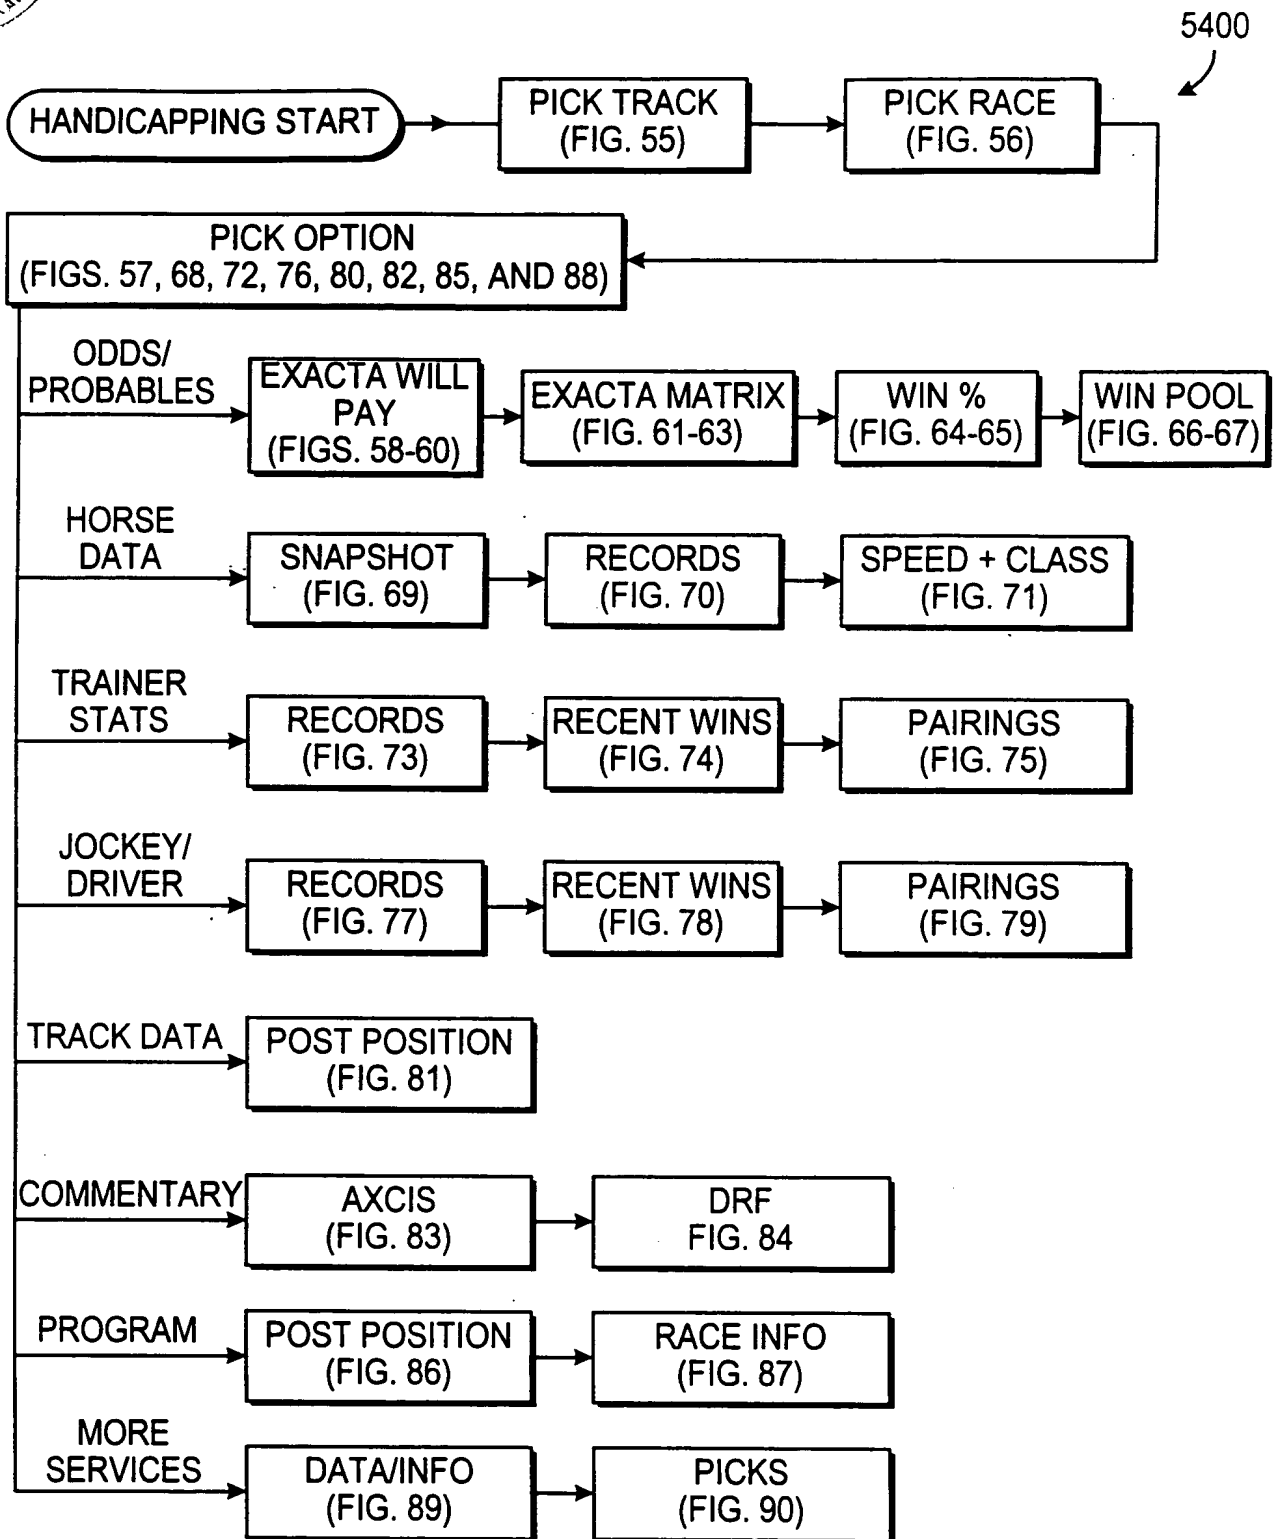 5400
HANDICAPPING START
PICK TRACK
(FIG. 55)
PICK RACE
(FIG. 56)
PICK OPTION
(FIGS. 57, 68, 72, 76, 80, 82, 85, AND 88)
ODDS/
PROBABLES
EXACTA WILL
PAY
(FIGS. 58-60)
EXACTA MATRIX
(FIG. 61-63)
WIN %
(FIG. 64-65)
WIN POOL
(FIG. 66-67)
HORSE
DATA
SNAPSHOT
(FIG. 69)
RECORDS
(FIG. 70)
SPEED + CLASS
(FIG. 71)
TRAINER
STATS
RECORDS
(FIG. 73)
RECENT WINS
(FIG. 74)
PAIRINGS
(FIG. 75)
JOCKEY/
DRIVER
RECORDS
(FIG. 77)
RECENT WINS
(FIG. 78)
PAIRINGS
(FIG. 79)
TRACK DATA
POST POSITION
(FIG. 81)
COMMENTARY
AXCIS
(FIG. 83)
DRF
FIG. 84
PROGRAM
POST POSITION
(FIG. 86)
RACE INFO
(FIG. 87)
MORE
SERVICES
DATA/INFO
(FIG. 89)
PICKS
(FIG. 90)